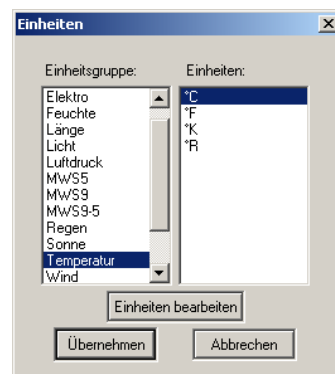 Einheiten
Einheitsgruppe:
Einheiten:
Elektro
Feuchte
Länge
Licht
Luftdruck
MWS5
MWS9
MWS9-5
Regen
Sonne
Temperatur
Wind
°C
°F
°K
°R
Einheiten bearbeiten
Übernehmen
Abbrechen